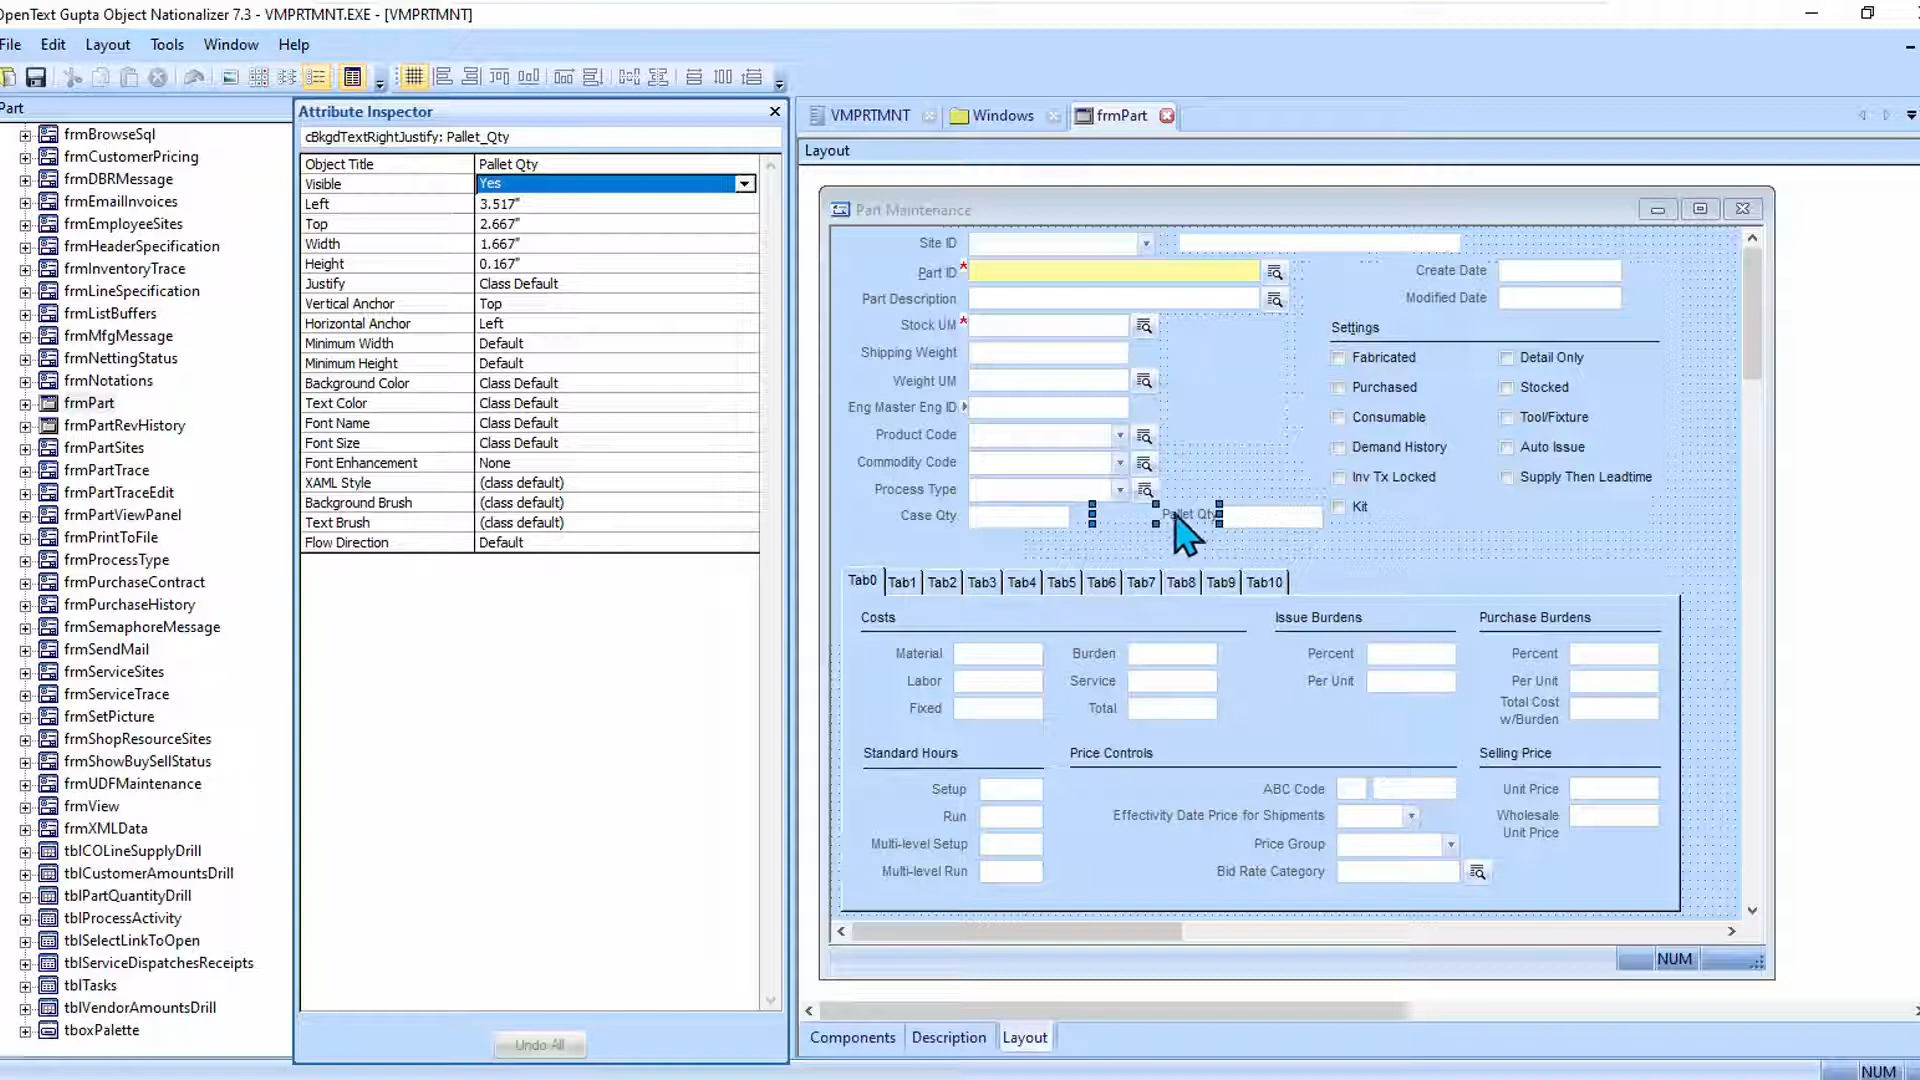 OpenText Gupta Object Nationalizer 7.3 - VMPRTMNT.EXE - [VMPRTMNT]
File Edit Layout Tools Window Help
Part
frmBrowseSql
frmCustomerPricing
frmDBRMessage
frmEmailInvoices
frmEmployeeSites
frmHeaderSpecification
frmInventoryTrace
frmLineSpecification
frmListBuffers
frmMfgMessage
frmNettingStatus
frmNotations
frmPart
frmPartRevHistory
frmPartSites
frmPartTrace
frmPartTraceEdit
frmPartViewPanel
frmPrintToFile
frmProcessType
frmPurchaseContract
frmPurchaseHistory
frmSemaphoreMessage
frmSendMail
frmServiceSites
frmServiceTrace
frmSetPicture
frmShopResourceSites
frmShowBuySellStatus
frmUDFMaintenance
frmView
frmXMLData
tblCOLineSupplyDrill
tblCustomerAmountsDrill
tblPartQuantityDrill
tblProcessActivity
tblSelectLinkToOpen
tblServiceDispatchesReceipts
tblTasks
tblVendorAmountsDrill
tboxPalette
Attribute Inspector
cBkgdTextRightJustify: Pallet_Qty
Object Title Pallet Qty
Visible Yes
Left 3.517"
Top 2.667"
Width 1.667"
Height 0.167"
Justify Class Default
Vertical Anchor Top
Horizontal Anchor Left
Minimum Width Default
Minimum Height Default
Background Color Class Default
Text Color Class Default
Font Name Class Default
Font Size Class Default
Font Enhancement None
XAML Style (class default)
Background Brush (class default)
Text Brush (class default)
Flow Direction Default
Undo All
VMPRTMNT Windows frmPart
Layout
Part Maintenance
Site ID
Part ID * Create Date
Part Description Modified Date
Stock UM * Settings
Shipping Weight Fabricated Detail Only
Weight UM Purchased Stocked
Eng Master Eng ID Consumable Tool/Fixture
Product Code Demand History Auto Issue
Commodity Code Inv Tx Locked Supply Then Leadtime
Process Type Kit
Case Qty Pallet Qty
Tab0 Tab1 Tab2 Tab3 Tab4 Tab5 Tab6 Tab7 Tab8 Tab9 Tab10
Costs Issue Burdens Purchase Burdens
Material Burden Percent Percent
Labor Service Per Unit Per Unit
Fixed Total Total Cost
w/Burden
Standard Hours Price Controls Selling Price
Setup ABC Code Unit Price
Run Effectivity Date Price for Shipments Wholesale
Unit Price
Multi-level Setup Price Group
Multi-level Run Bid Rate Category
NUM
Components Description Layout
NUM